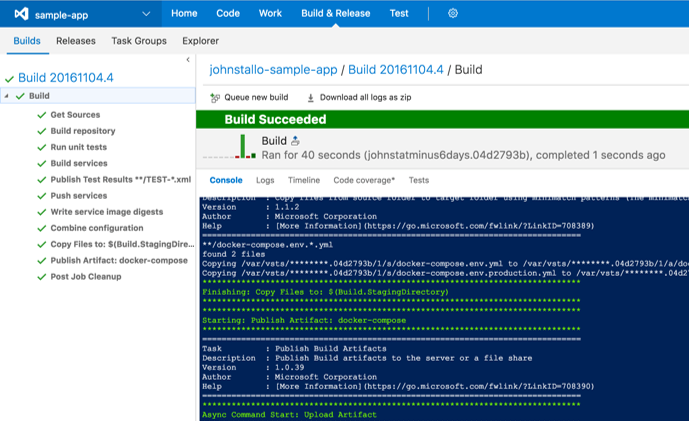 sample-app
Home Code Work Build & Release Test
Builds Releases Task Groups Explorer
Build 20161104.4
Build
Get Sources
Build repository
Run unit tests
Build services
Publish Test Results **/TEST-*.xml
Push services
Write service image digests
Combine configuration
Copy Files to: $(Build.StagingDire...
Publish Artifact: docker-compose
Post Job Cleanup
johnstallo-sample-app / Build 20161104.4 / Build
Queue new build Download all logs as zip
Build Succeeded
Build
Ran for 40 seconds (johnstatminus6days.04d2793b), completed 1 seconds ago
Console Logs Timeline Code coverage* Tests
Description : Copy files from source folder to target folder using minimatch patterns (The minimatc
Version : 1.1.2
Author : Microsoft Corporation
Help : [More Information](https://go.microsoft.com/fwlink/?LinkID=708389)
==============================================================================
**/docker-compose.env.*.yml
found 2 files
Copying /var/vsts/********.04d2793b/1/s/docker-compose.env.yml to /var/vsts/********.04d2793b/1/a/do
Copying /var/vsts/********.04d2793b/1/s/docker-compose.env.production.yml to /var/vsts/********.04d27
******************************************************************************
Finishing: Copy Files to: $(Build.StagingDirectory)
******************************************************************************
******************************************************************************
Starting: Publish Artifact: docker-compose
******************************************************************************
==============================================================================
Task : Publish Build Artifacts
Description : Publish Build artifacts to the server or a file share
Version : 1.0.39
Author : Microsoft Corporation
Help : [More Information](https://go.microsoft.com/fwlink/?LinkID=708390)
==============================================================================
******************************************************************************
Async Command Start: Upload Artifact